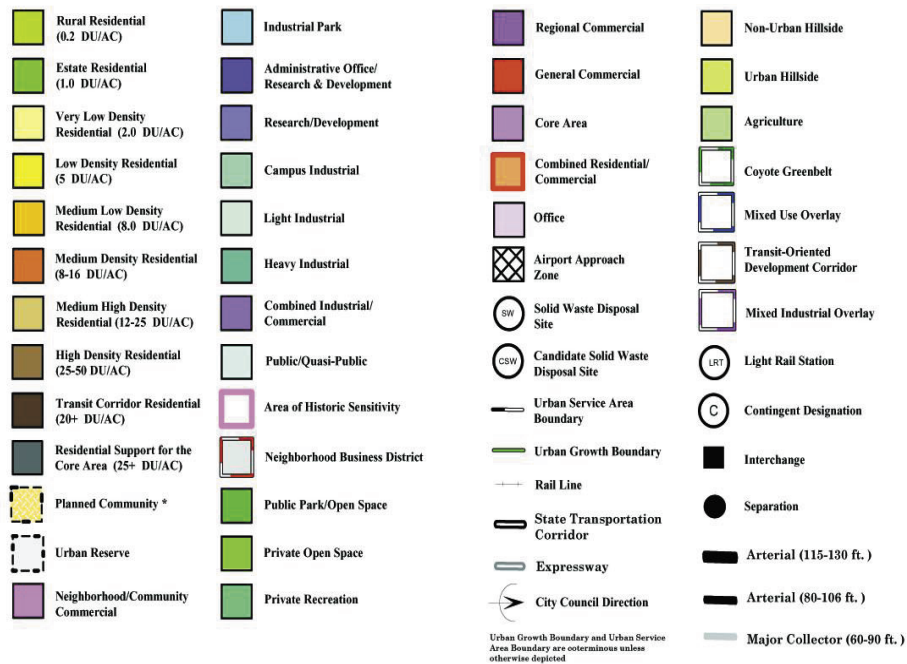 Rural Residential
(0.2 DU/AC)
Estate Residential
(1.0 DU/AC)
Very Low Density
Residential (2.0 DU/AC)
Low Density Residential
(5 DU/AC)
Medium Low Density
Residential (8.0 DU/AC)
Medium Density Residential
(8-16 DU/AC)
Medium High Density
Residential (12-25 DU/AC)
High Density Residential
(25-50 DU/AC)
Transit Corridor Residential
(20+ DU/AC)
Residential Support for the
Core Area (25+ DU/AC)
Planned Community *
Urban Reserve
Neighborhood/Community
Commercial
Industrial Park
Administrative Office/
Research & Development
Research/Development
Campus Industrial
Light Industrial
Heavy Industrial
Combined Industrial/
Commercial
Public/Quasi-Public
Area of Historic Sensitivity
Neighborhood Business District
Public Park/Open Space
Private Open Space
Private Recreation
Regional Commercial
General Commercial
Core Area
Combined Residential/
Commercial
Office
Airport Approach
Zone
SW
Solid Waste Disposal
Site
CSW
Candidate Solid Waste
Disposal Site
Urban Service Area
Boundary
Urban Growth Boundary
Rail Line
State Transportation
Corridor
Expressway
City Council Direction
Urban Growth Boundary and Urban Service
Area Boundary are coterminous unless
otherwise depicted
Non-Urban Hillside
Urban Hillside
Agriculture
Coyote Greenbelt
Mixed Use Overlay
Transit-Oriented
Development Corridor
Mixed Industrial Overlay
LRT
Light Rail Station
C
Contingent Designation
Interchange
Separation
Arterial (115-130 ft. )
Arterial (80-106 ft. )
Major Collector (60-90 ft. )